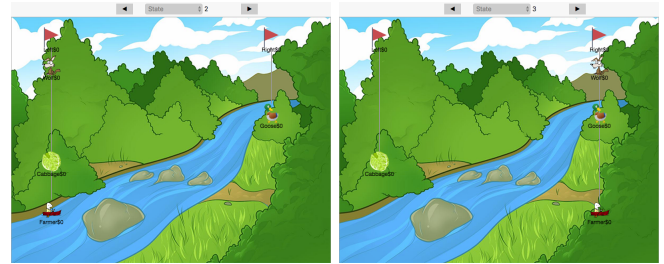 State 2
Left$0
Right$0
Wolf$0
Goose$0
Cabbage$0
Farmer$0
State 3
Left$0
Right$0
Wolf$0
Goose$0
Cabbage$0
Farmer$0